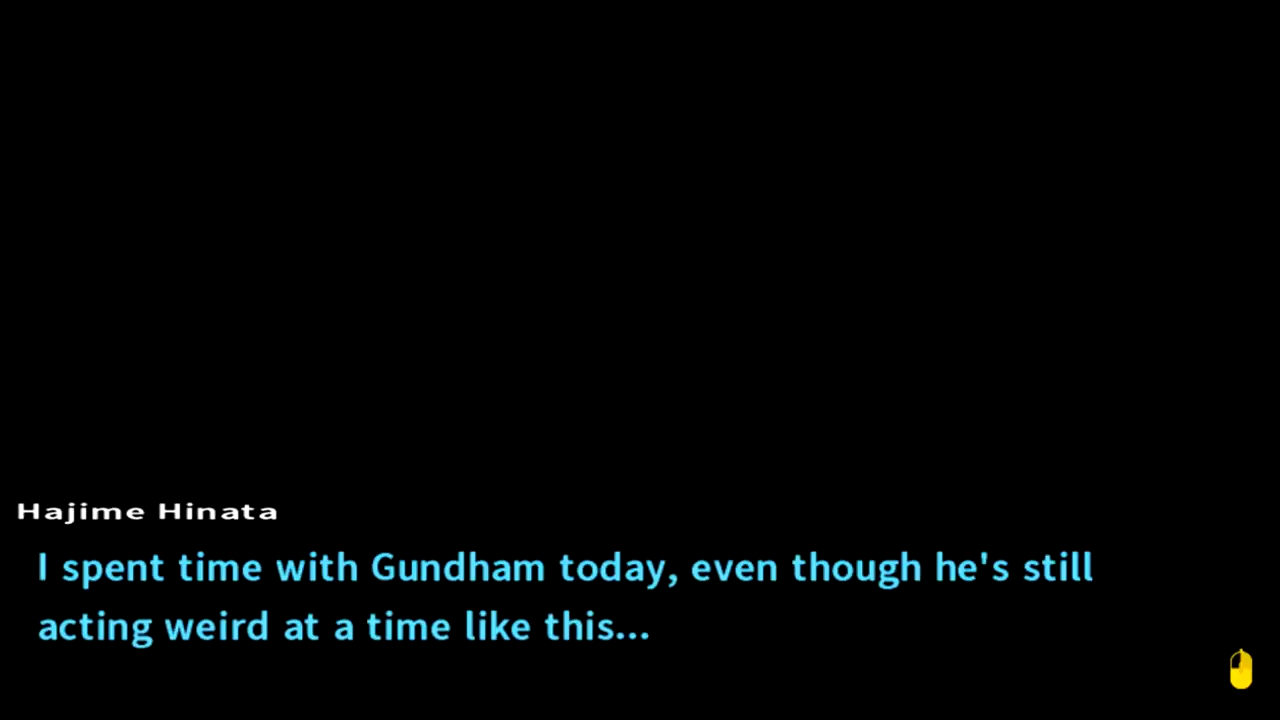 Hajime Hinata
I spent time with Gundham today, even though he's still
acting weird at a time like this...